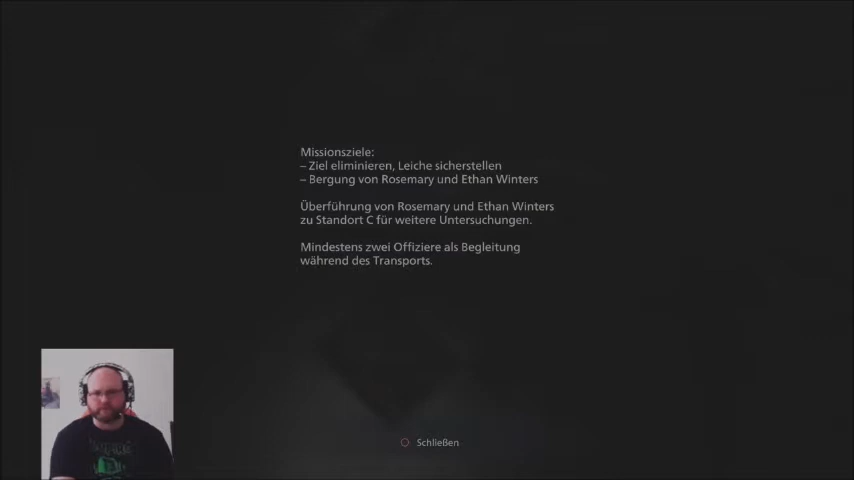 Missionsziele:
– Ziel eliminieren, Leiche sicherstellen
– Bergung von Rosemary und Ethan Winters
Überführung von Rosemary und Ethan Winters
zu Standort C für weitere Untersuchungen.
Mindestens zwei Offiziere als Begleitung
während des Transports.
Schließen